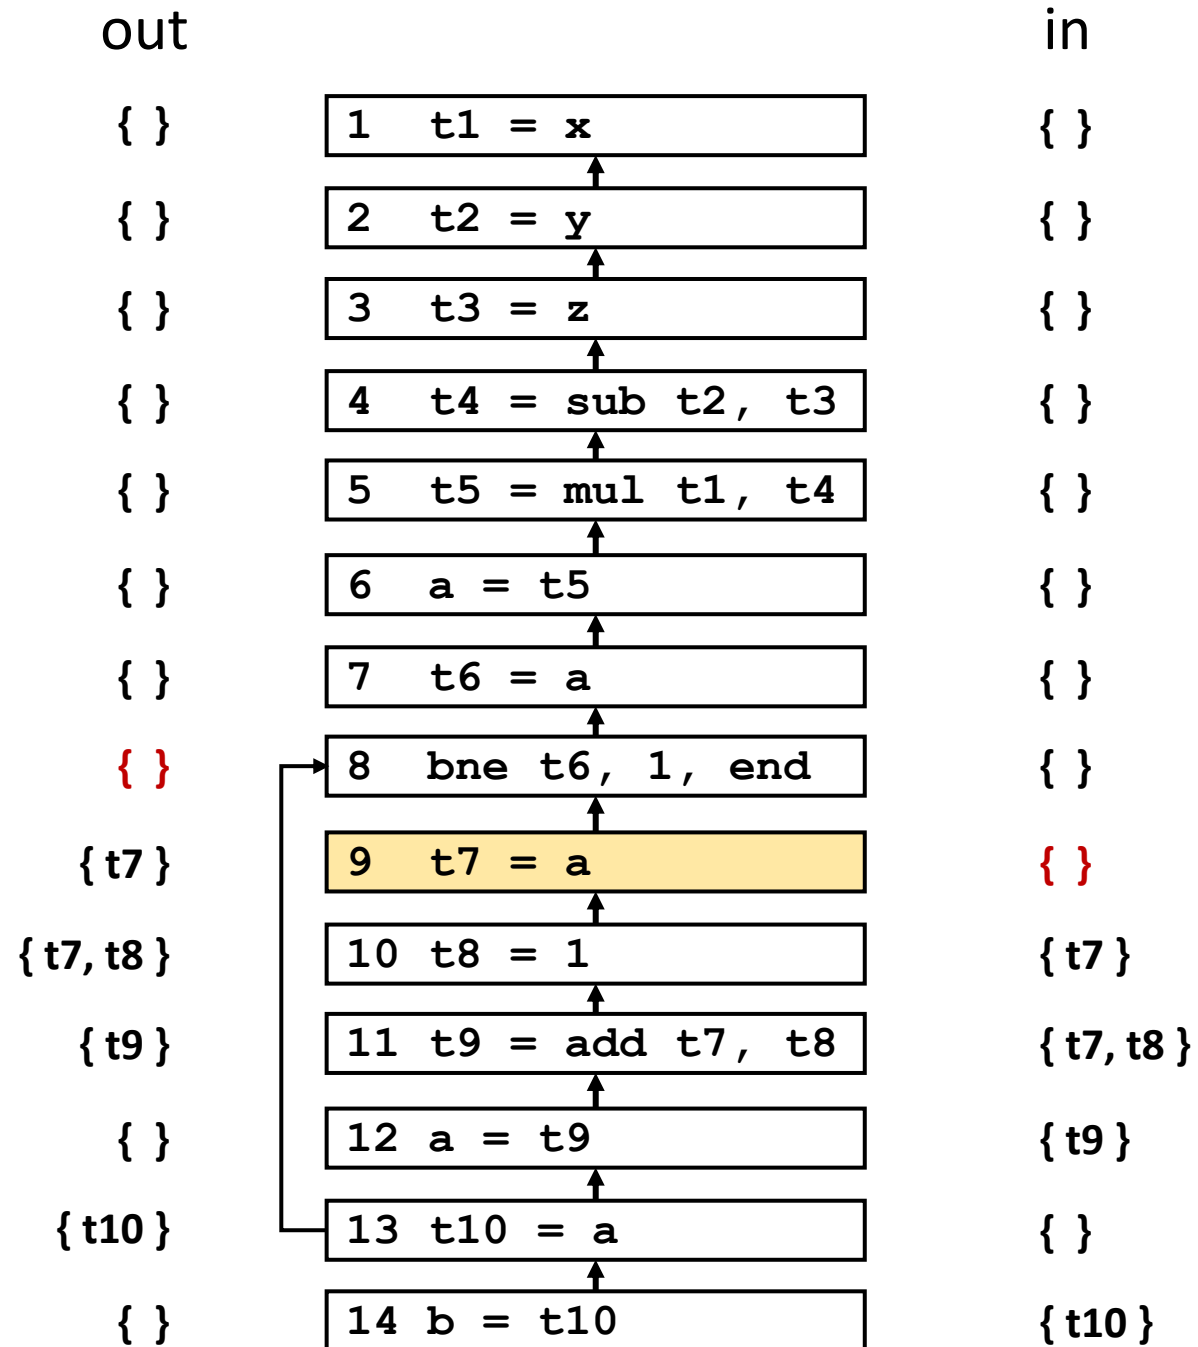 out in
{ } 1 t1 = x { }
{ } 2 t2 = y { }
{ } 3 t3 = z { }
{ } 4 t4 = sub t2, t3 { }
{ } 5 t5 = mul t1, t4 { }
{ } 6 a = t5 { }
{ } 7 t6 = a { }
{ } 8 bne t6, 1, end { }
{ t7 } 9 t7 = a { }
{ t7, t8 } 10 t8 = 1 { t7 }
{ t9 } 11 t9 = add t7, t8 { t7, t8 }
{ } 12 a = t9 { t9 }
{ t10 } 13 t10 = a { }
{ } 14 b = t10 { t10 }